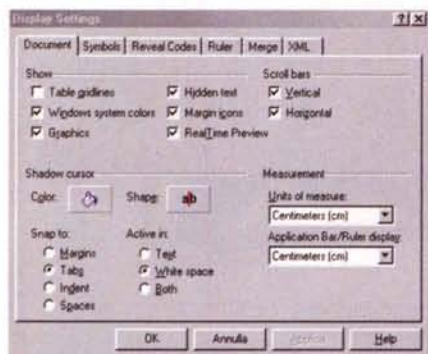 Display Settings
Document Symbols Reveal Codes Ruler Merge XML
Show
Table gridlines
Windows system colors
Graphics
Hidden text
Margin icons
RealTime Preview
Scroll bars
Vertical
Horizontal
Shadow cursor
Color:
Shape: ab
Snap to:
Margins
Tabs
Indent
Spaces
Active in:
Text
White space
Both
Measurement
Units of measure:
Centimeters (cm)
Application Bar/Ruler display:
Centimeters (cm)
OK Annulla Applica Help